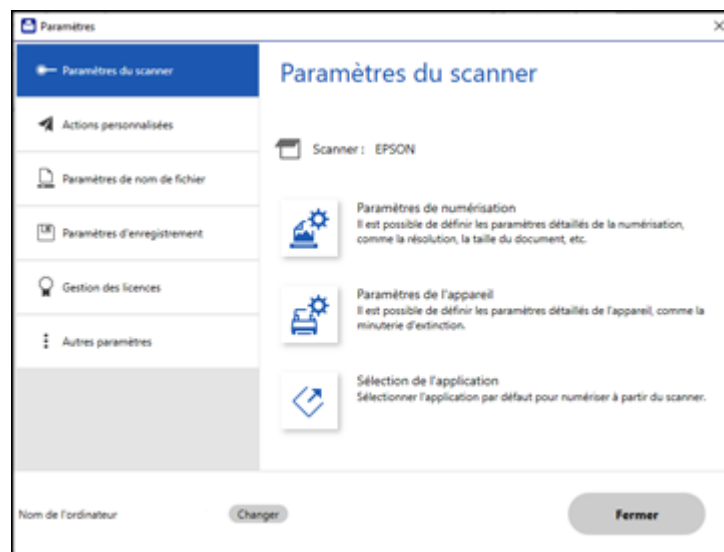 Paramètres
Paramètres du scanner
Actions personnalisées
Paramètres de nom de fichier
Paramètres d'enregistrement
Gestion des licences
Autres paramètres
Paramètres du scanner
Scanner : EPSON
Paramètres de numérisation
Il est possible de définir les paramètres détaillés de la numérisation,
comme la résolution, la taille du document, etc.
Paramètres de l'appareil
Il est possible de définir les paramètres détaillés de l'appareil, comme la
minuterie d'extinction.
Sélection de l'application
Sélectionner l'application par défaut pour numériser à partir du scanner.
Nom de l'ordinateur
Changer
Fermer